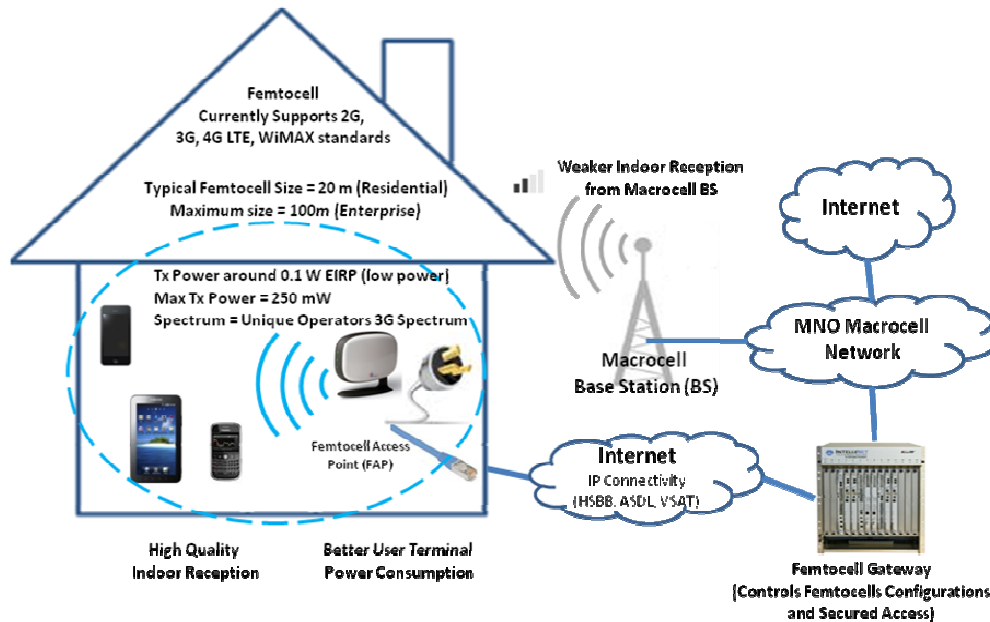 Femtocell
Currently Supports 2G,
3G, 4G LTE, WiMAX standards
Typical Femtocell Size = 20 m (Residential)
Maximum size = 100m (Enterprise)
Tx Power around 0.1 W EIRP (low power)
Max Tx Power = 250 mW
Spectrum = Unique Operators 3G Spectrum
Femtocell Access
Point (FAP)
High Quality
Indoor Reception
Better User Terminal
Power Consumption
Weaker Indoor Reception
from Macrocell BS
Macrocell
Base Station (BS)
Internet
MNO Macrocell
Network
Internet
IP Connectivity
(HSBB, ASDL, VSAT)
Femtocell Gateway
(Controls Femtocells Configurations
and Secured Access)